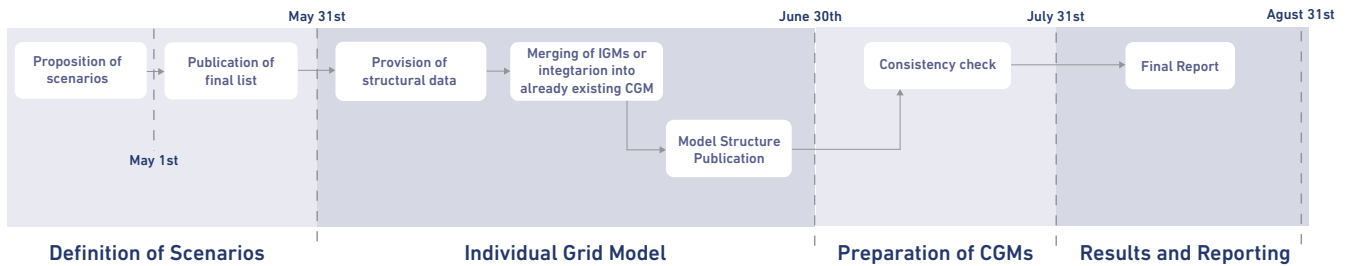 May 31st
June 30th
July 31st
Agust 31st
Proposition of
scenarios
Publication of
final list
Provision of
structural data
Merging of IGMs or
integtarion into
already existing CGM
Consistency check
Final Report
Model Structure
Publication
May 1st
Definition of Scenarios
Individual Grid Model
Preparation of CGMs
Results and Reporting